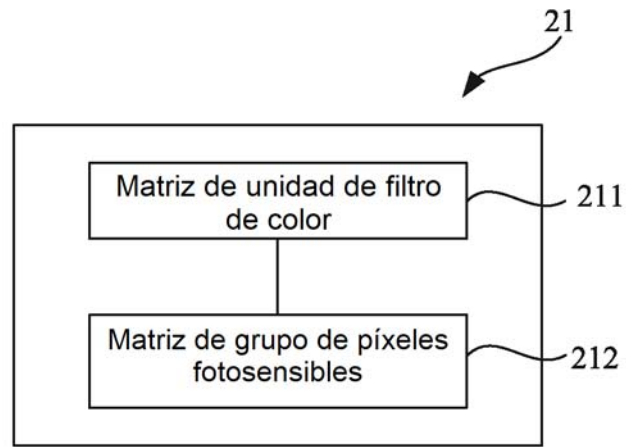 21
Matriz de unidad de filtro
de color
211
Matriz de grupo de píxeles
fotosensibles
212